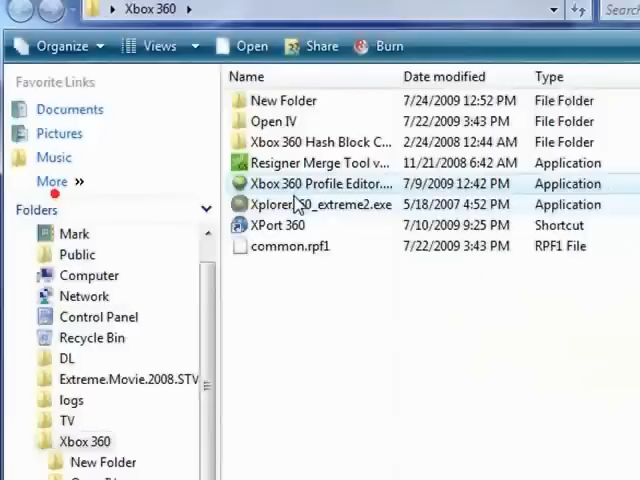 Xbox 360
Search
Organize Views Open Share Burn
Favorite Links
Documents
Pictures
Music
More »
Folders
Mark
Public
Computer
Network
Control Panel
Recycle Bin
DL
Extreme.Movie.2008.STV
logs
TV
Xbox 360
New Folder
Name Date modified Type
New Folder 7/24/2009 12:52 PM File Folder
Open IV 7/22/2009 3:43 PM File Folder
Xbox 360 Hash Block C... 2/24/2008 12:44 AM File Folder
Resigner Merge Tool v... 11/21/2008 6:42 AM Application
Xbox 360 Profile Editor.... 7/9/2009 12:42 PM Application
Xplorer360_extreme2.exe 5/18/2007 4:52 PM Application
XPort 360 7/10/2009 9:25 PM Shortcut
common.rpf1 7/22/2009 3:43 PM RPF1 File